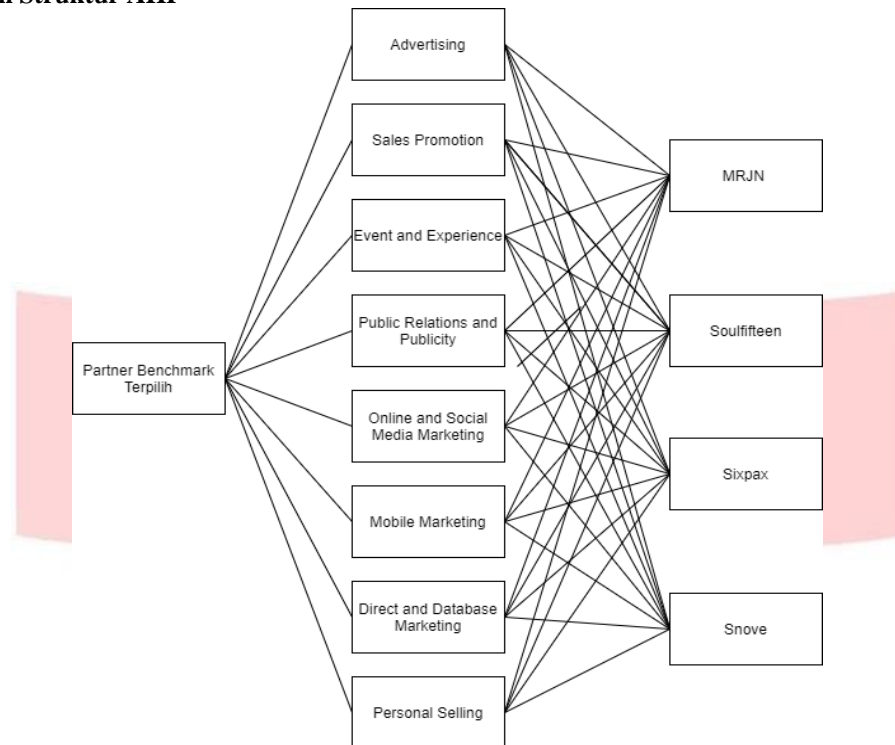 Struktur AHP
Advertising
Sales Promotion
Event and Experience
Public Relations and
Publicity
Online and Social
Media Marketing
Mobile Marketing
Direct and Database
Marketing
Personal Selling
Partner Benchmark
Terpilih
MRJN
Soulfifteen
Sixpax
Snove